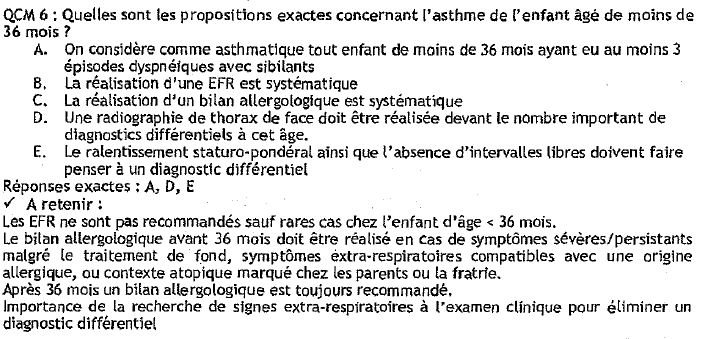 QCM 6 : Quelles sont les propositions exactes concernant l'asthme de l'enfant âgé de moins de
36 mois ?
A. On considère comme asthmatique tout enfant de moins de 36 mois ayant eu au moins 3
épisodes dyspnéiques avec sibilants
B. La réalisation d'une EFR est systématique
C. La réalisation d'un bilan allergologique est systématique
D. Une radiographie de thorax de face doit être réalisée devant le nombre important de
diagnostics différentiels à cet âge.
E. Le ralentissement staturo-pondéral ainsi que l'absence d'intervalles libres doivent faire
penser à un diagnostic différentiel
Réponses exactes : A, D, E
✓ A retenir :
Les EFR ne sont pas recommandés sauf rares cas chez l'enfant d'âge < 36 mois.
Le bilan allergologique avant 36 mois doit être réalisé en cas de symptômes sévères/persistants
malgré le traitement de fond, symptômes extra-respiratoires compatibles avec une origine
allergique, ou contexte atopique marqué chez les parents ou la fratrie.
Après 36 mois un bilan allergologique est toujours recommandé.
Importance de la recherche de signes extra-respiratoires à l'examen clinique pour éliminer un
diagnostic différentiel